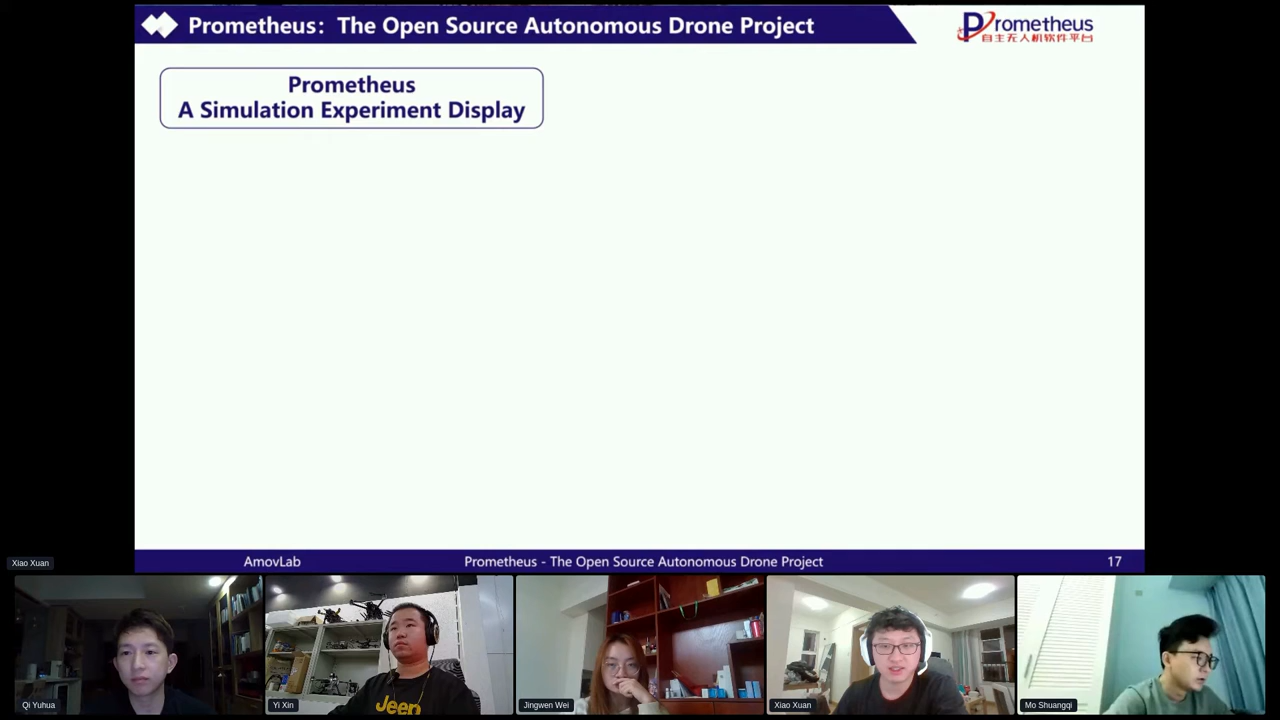 Prometheus：The Open Source Autonomous Drone Project
Prometheus
自主无人机软件平台
Prometheus
A Simulation Experiment Display
AmovLab
Prometheus - The Open Source Autonomous Drone Project
17
Xiao Xuan
Qi Yuhua
Yi Xin
Jeep
Jingwen Wei
Xiao Xuan
Mo Shuangqi